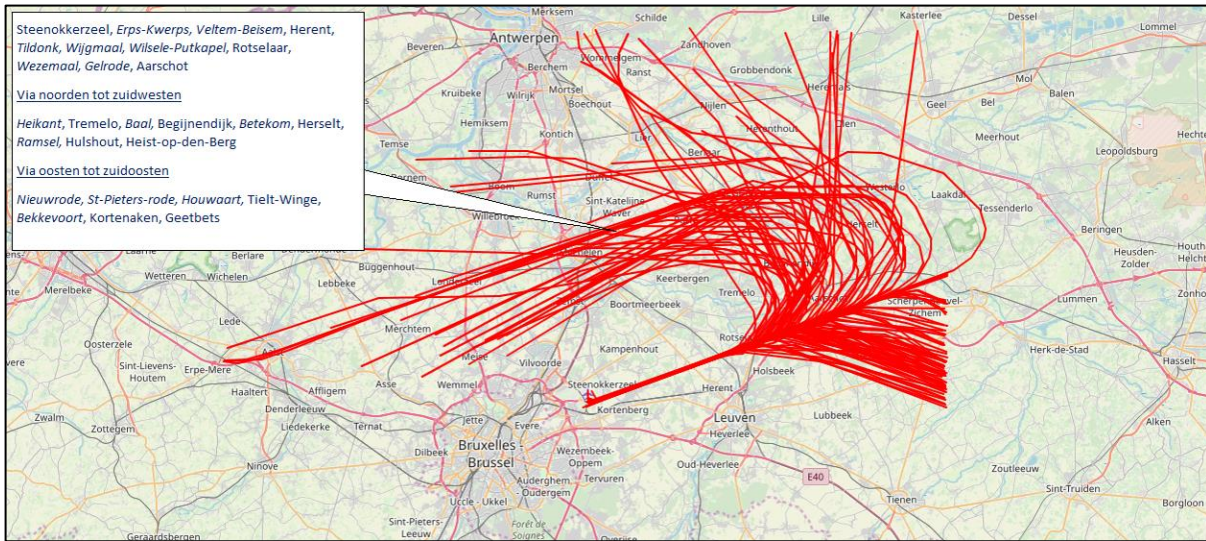 Steenokkerzeel, Erps-Kwerps, Veltem-Beisem, Herent,
Tildonk, Wijgmaal, Wilsele-Putkapel, Rotselaar,
Wezemaal, Gelrode, Aarschot
Via noorden tot zuidwesten
Heikant, Tremelo, Baal, Begijnendijk, Betekom, Herselt,
Ramsel, Hulshout, Heist-op-den-Berg
Via oosten tot zuidoosten
Nieuwrode, St-Pieters-rode, Houwaart, Tielt-Winge,
Bekkevoort, Kortenaken, Geetbets
Merksem
Schilde
Lille
Kasterlee
Dessel
Lommel
Beveren
Antwerpen
Zandhoven
Wommelgem
Ranst
Berchem
Grobbendonk
Mol
Balen
Kruibeke
Wilrijk
Mortsel
Boechout
Nijlen
Geel
Bel
Hemiksem
Kontich
Lier
Meerhout
Temse
Leopoldsburg
Boom
Rumst
Duffel
Sint-Katelijne
Waver
Laakdal
Tessenderlo
Willebroek
Herselt
Beringen
Berlare
Buggenhout
Keerbergen
Heusden-
Zolder
Wetteren
Wichelen
Lebbeke
Tremelo
Boortmeerbeek
Lummen
Merelbeke
Merchtem
Zichem
Lede
Meise
Kampenhout
Oosterzele
Vilvoorde
Herk-de-Stad
Hasselt
Erpe-Mere
Asse
Wemmel
Steenokkerzeel
Holsbeek
Sint-Lievens-
Houtem
Affligem
Herent
Haaltert
Kortenberg
Lubbeek
Zwalm
Denderleeuw
Ternat
Jette
Evere
Leuven
Alken
Zottegem
Liedekerke
Dilbeek
Bruxelles -
Brussel
Wezembeek-
Oppem
Heverlee
Ninove
Oud-Heverlee
Zoutleeuw
Auderghem
- Oudergem
Tervuren
E40
Sint-Truiden
Uccle - Ukkel
Tienen
Borgloon
Sint-Pieters-
Leeuw
Forêt de
Soignes
Geraardsbergen
Overijse